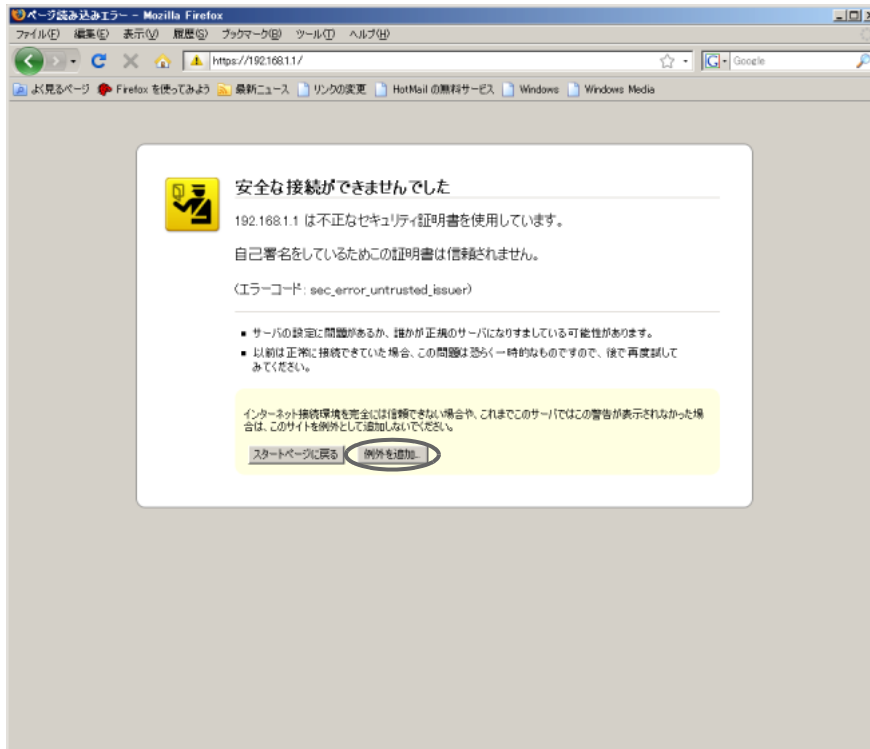 ページ読み込みエラー - Mozilla Firefox
ファイル(F) 編集(E) 表示(V) 履歴(S) ブックマーク(B) ツール(T) ヘルプ(H)
https://192.168.1.1/ Google
よく見るページ Firefox を使ってみよう 最新ニュース リンクの変更 HotMail の無料サービス Windows Windows Media
安全な接続ができませんでした
192.168.1.1 は不正なセキュリティ証明書を使用しています。
自己署名をしているためこの証明書は信頼されません。
(エラーコード: sec_error_untrusted_issuer)
■ サーバの設定に問題があるか、誰かが正規のサーバになりすましている可能性があります。
■ 以前は正常に接続できていた場合、この問題は恐らく一時的なものですので、後で再度試して
みてください。
インターネット接続環境を完全には信頼できない場合や、これまでこのサーバではこの警告が表示されなかった場
合は、このサイトを例外として追加しないでください。
スタートページに戻る 例外を追加...